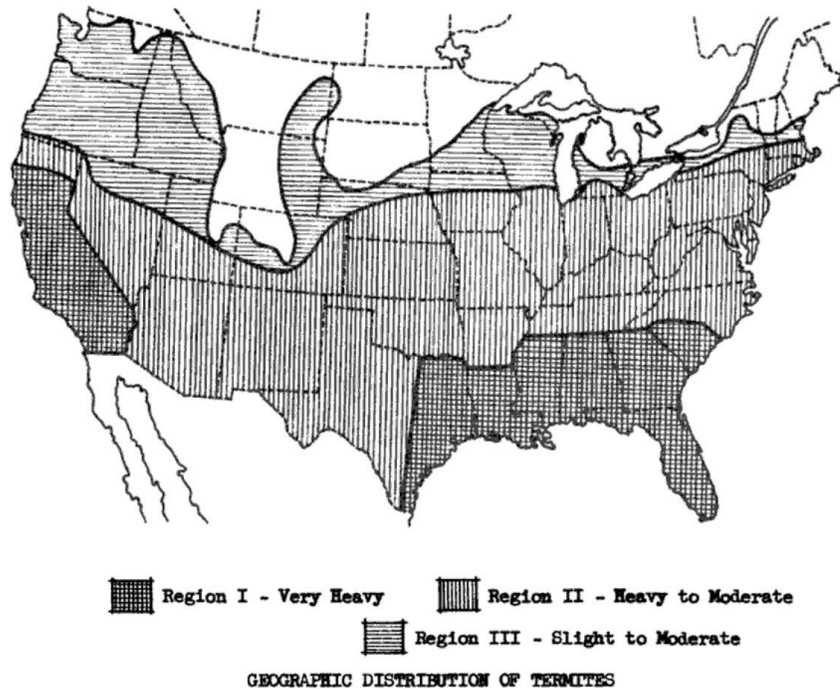 Region I - Very Heavy
Region II - Heavy to Moderate
Region III - Slight to Moderate
GEOGRAPHIC DISTRIBUTION OF TERMITES